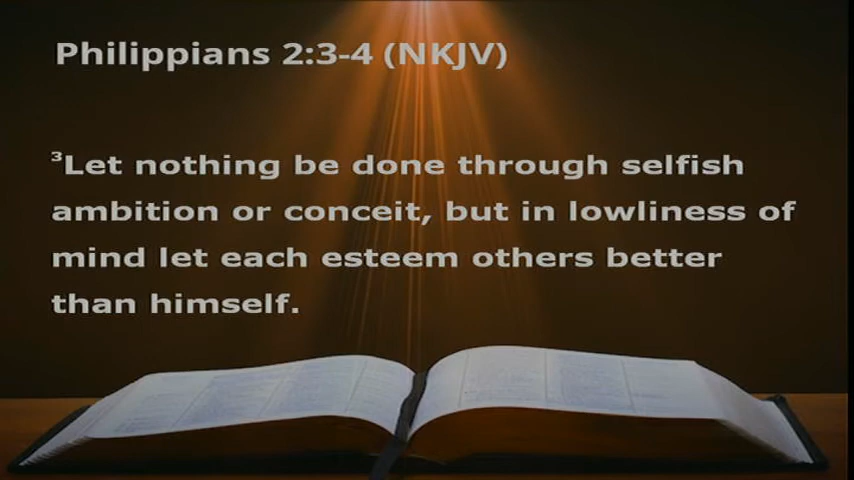 Philippians 2:3-4 (NKJV)
³Let nothing be done through selfish
ambition or conceit, but in lowliness of
mind let each esteem others better
than himself.